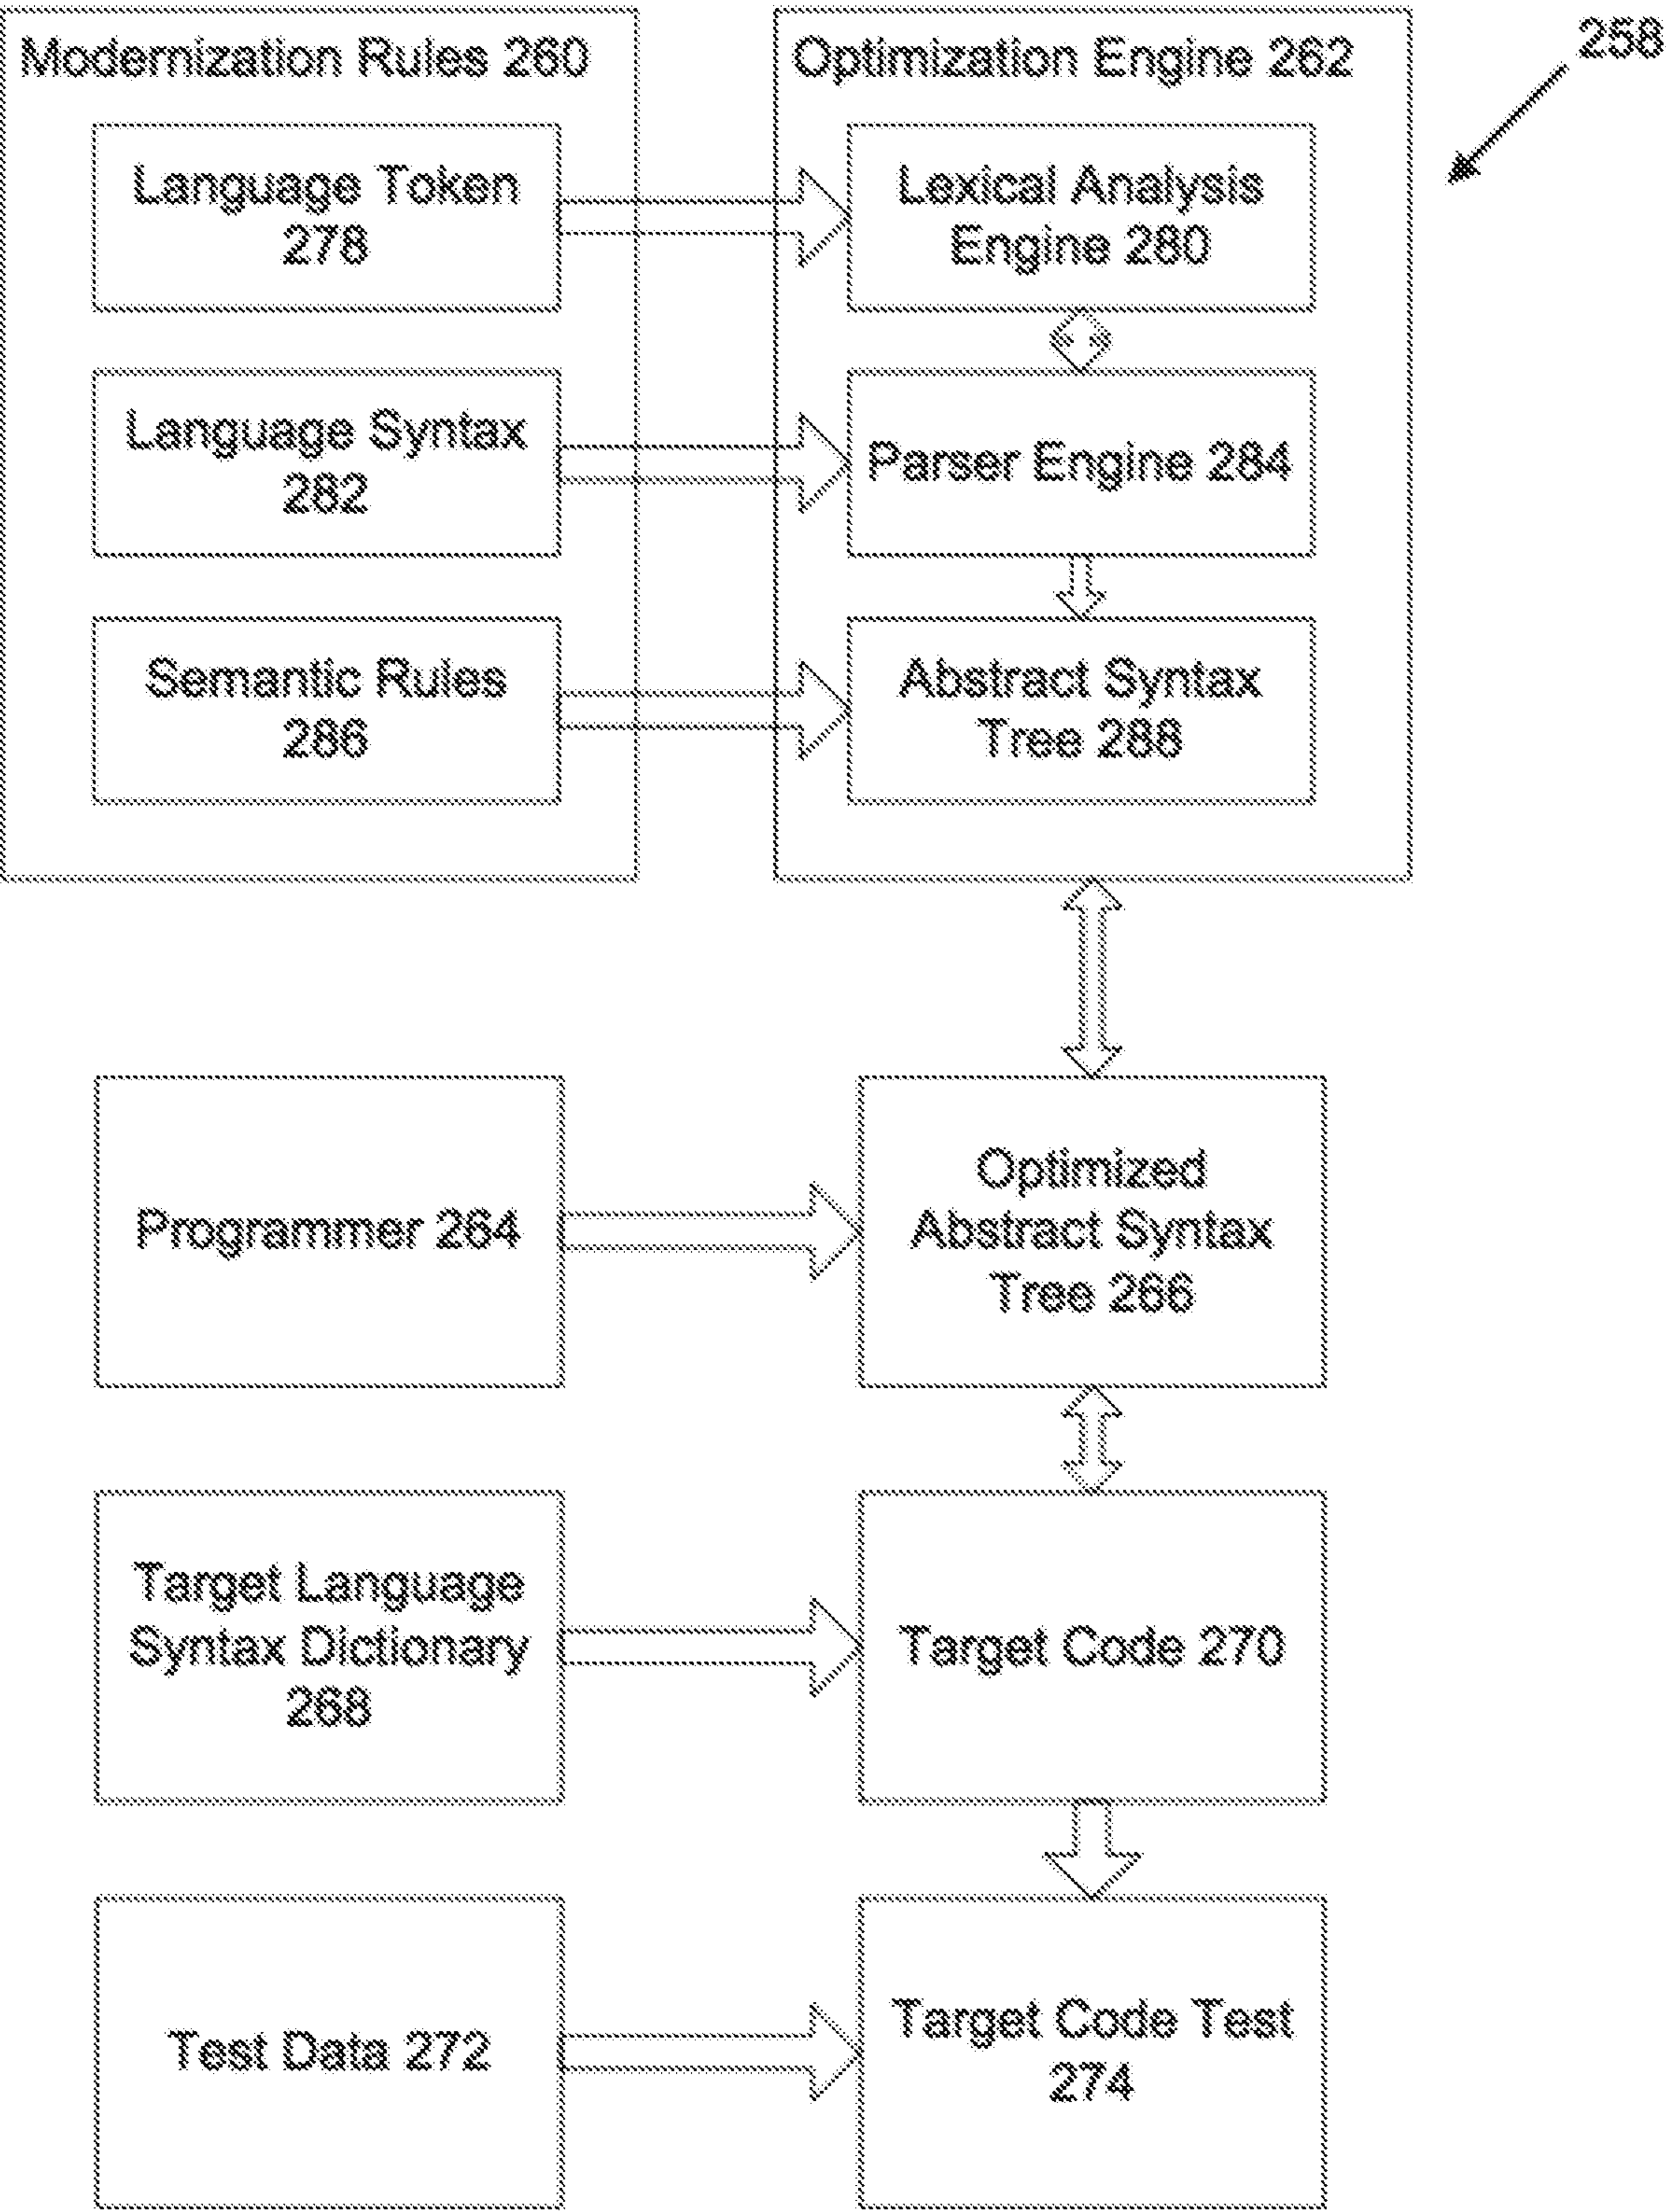 Modernization Rules 260
Optimization Engine 262
258
Language Token
278
Lexical Analysis
Engine 280
Language Syntax
282
Parser Engine 284
Semantic Rules
286
Abstract Syntax
Tree 288
Programmer 264
Optimized
Abstract Syntax
Tree 266
Target Language
Syntax Dictionary
268
Target Code 270
Test Data 272
Target Code Test
274